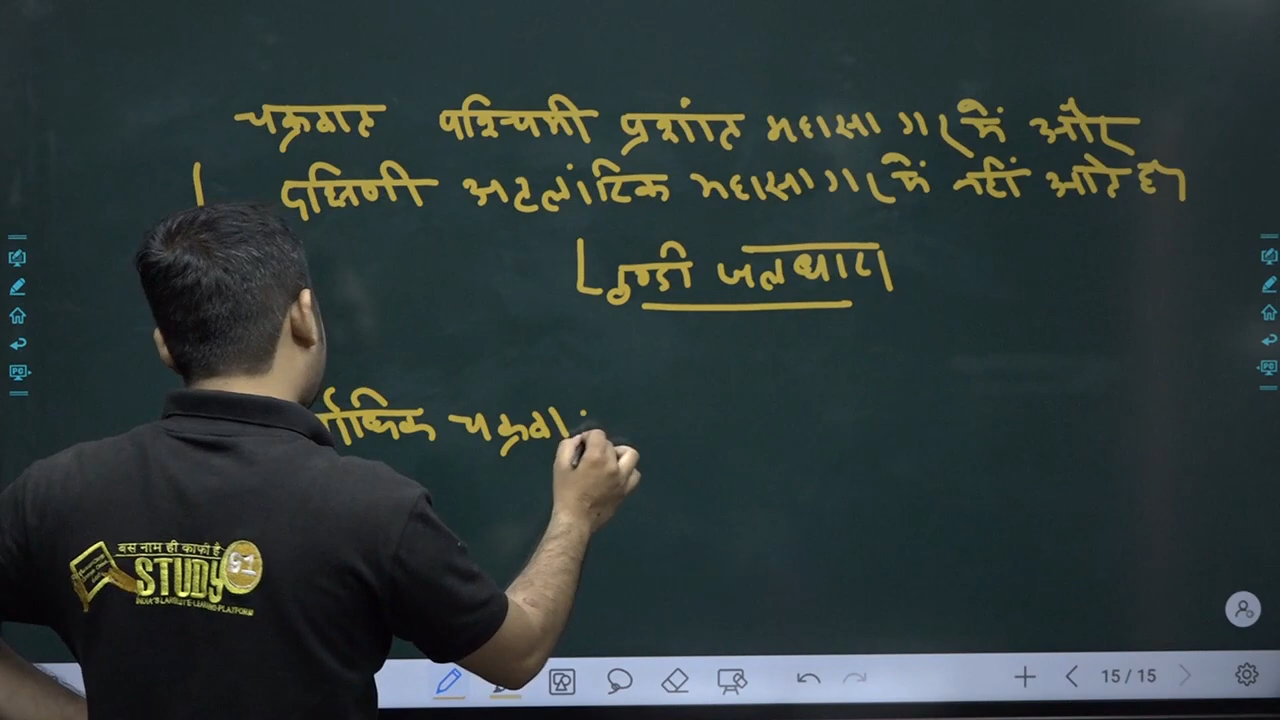 चक्रवात पश्चिमी प्रशांत महासागर में और
दक्षिणी अटलांटिक महासागर में नहीं आते है।
ठण्डी जलधारा
र्वाधिक चक्रवा
बस नाम ही काफी है
STUDY 91
15/15